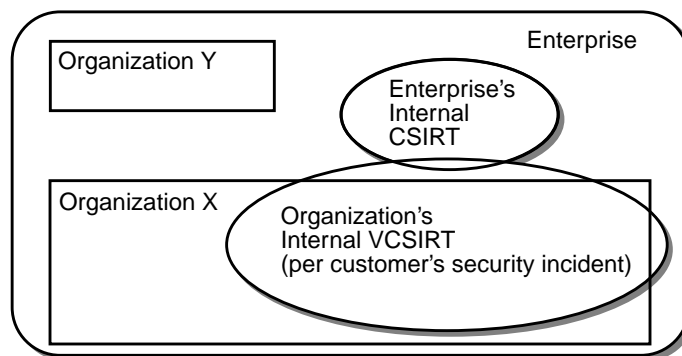 Enterprise
Organization Y
Enterprise's
Internal
CSIRT
Organization X
Organization's
Internal VCSIRT
(per customer's security incident)